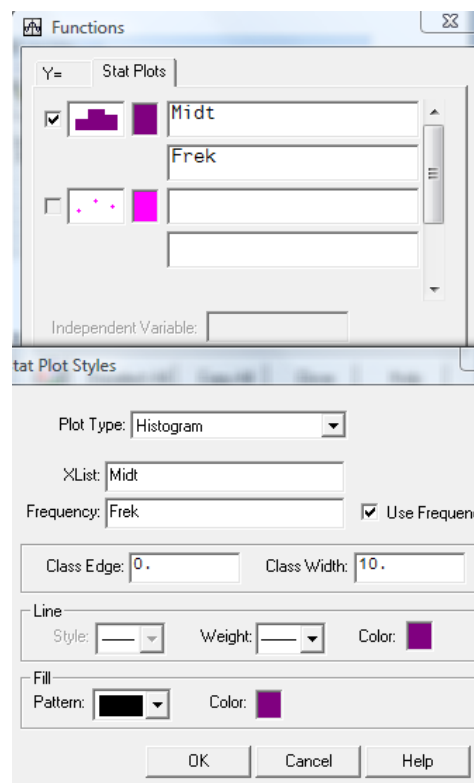 Functions
Y=
Stat Plots
Midt
Frek
Independent Variable:
tat Plot Styles
Plot Type: Histogram
XList: Midt
Frequency: Frek
Use Frequen
Class Edge: 0.
Class Width: 10.
Line
Style:
Weight:
Color:
Fill
Pattern:
Color:
OK
Cancel
Help